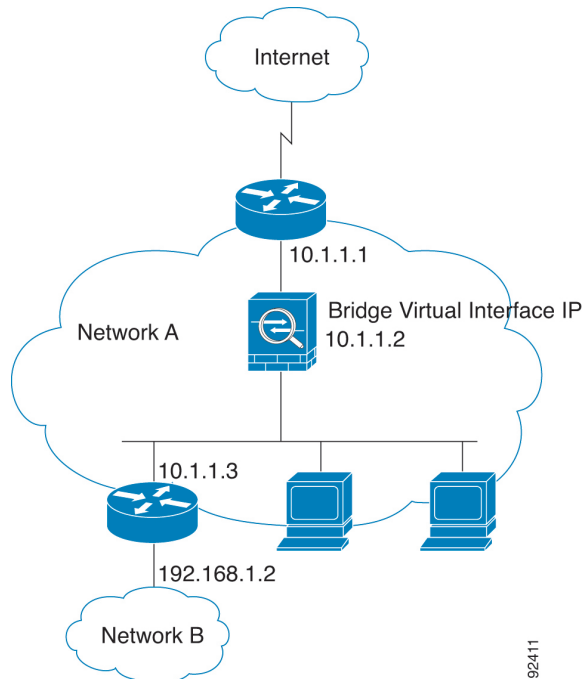 Internet
10.1.1.1
Bridge Virtual Interface IP
10.1.1.2
Network A
10.1.1.3
192.168.1.2
Network B
92411